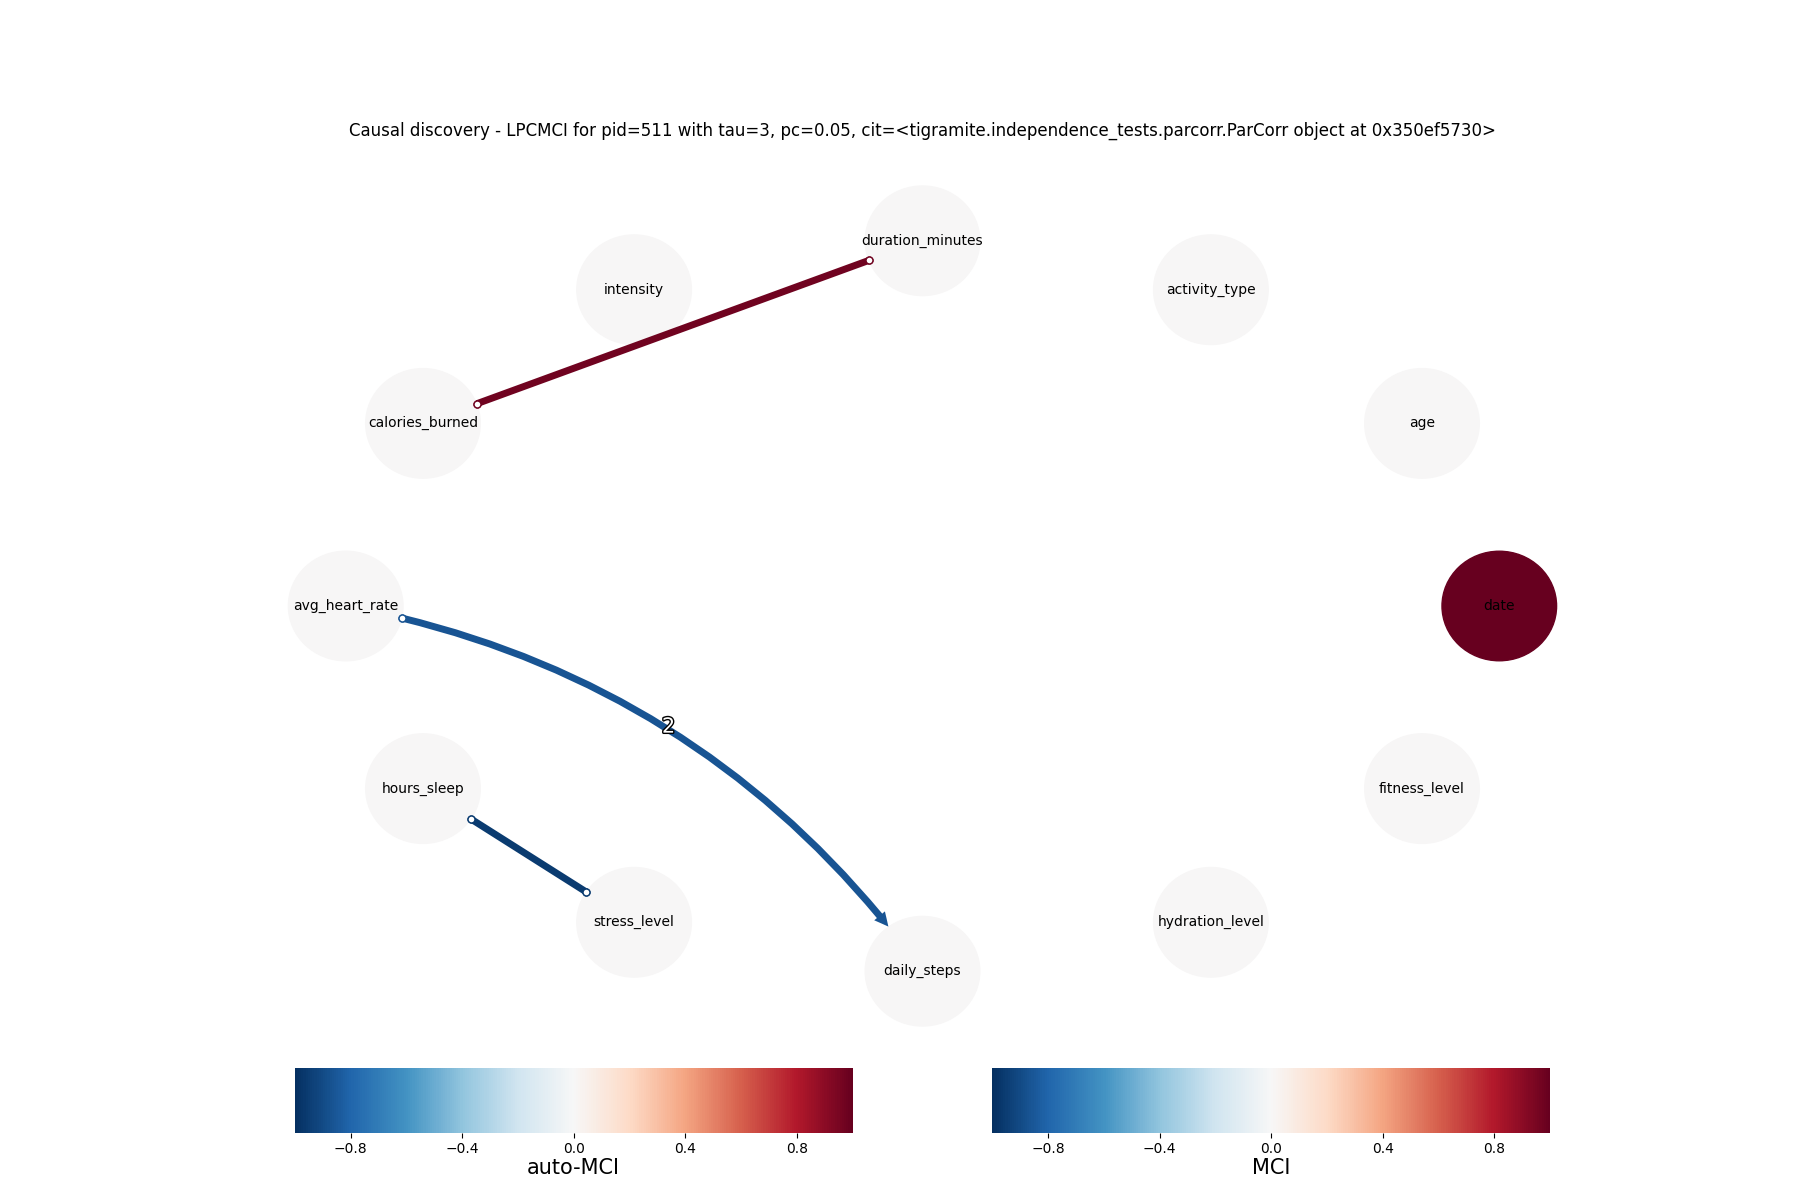 Causal discovery - LPCMCI for pid=511 with tau=3, pc=0.05, cit=<tigramite.independence_tests.parcorr.ParCorr object at 0x350ef5730>
duration_minutes
intensity
activity_type
calories_burned
age
avg_heart_rate
date
2
hours_sleep
fitness_level
stress_level
hydration_level
daily_steps
−0.8 −0.4 0.0 0.4 0.8
auto-MCI
−0.8 −0.4 0.0 0.4 0.8
MCI